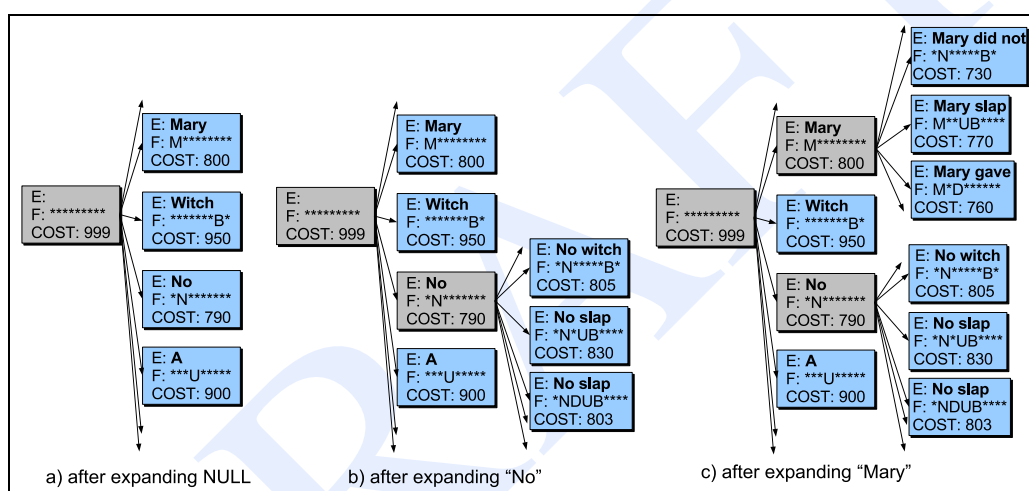 E:
F: *********
COST: 999
E: Mary
F: M********
COST: 800
E: Witch
F: *******B*
COST: 950
E: No
F: *N*******
COST: 790
E: A
F: ***U*****
COST: 900
a) after expanding NULL
E:
F: *********
COST: 999
E: Mary
F: M********
COST: 800
E: Witch
F: *******B*
COST: 950
E: No
F: *N*******
COST: 790
E: A
F: ***U*****
COST: 900
E: No witch
F: *N*****B*
COST: 805
E: No slap
F: *N*UB****
COST: 830
E: No slap
F: *NDUB****
COST: 803
b) after expanding “No”
E:
F: *********
COST: 999
E: Mary
F: M********
COST: 800
E: Witch
F: *******B*
COST: 950
E: No
F: *N*******
COST: 790
E: A
F: ***U*****
COST: 900
E: Mary did not
F: *N*****B*
COST: 730
E: Mary slap
F: M**UB****
COST: 770
E: Mary gave
F: M*D******
COST: 760
E: No witch
F: *N*****B*
COST: 805
E: No slap
F: *N*UB****
COST: 830
E: No slap
F: *NDUB****
COST: 803
c) after expanding “Mary”